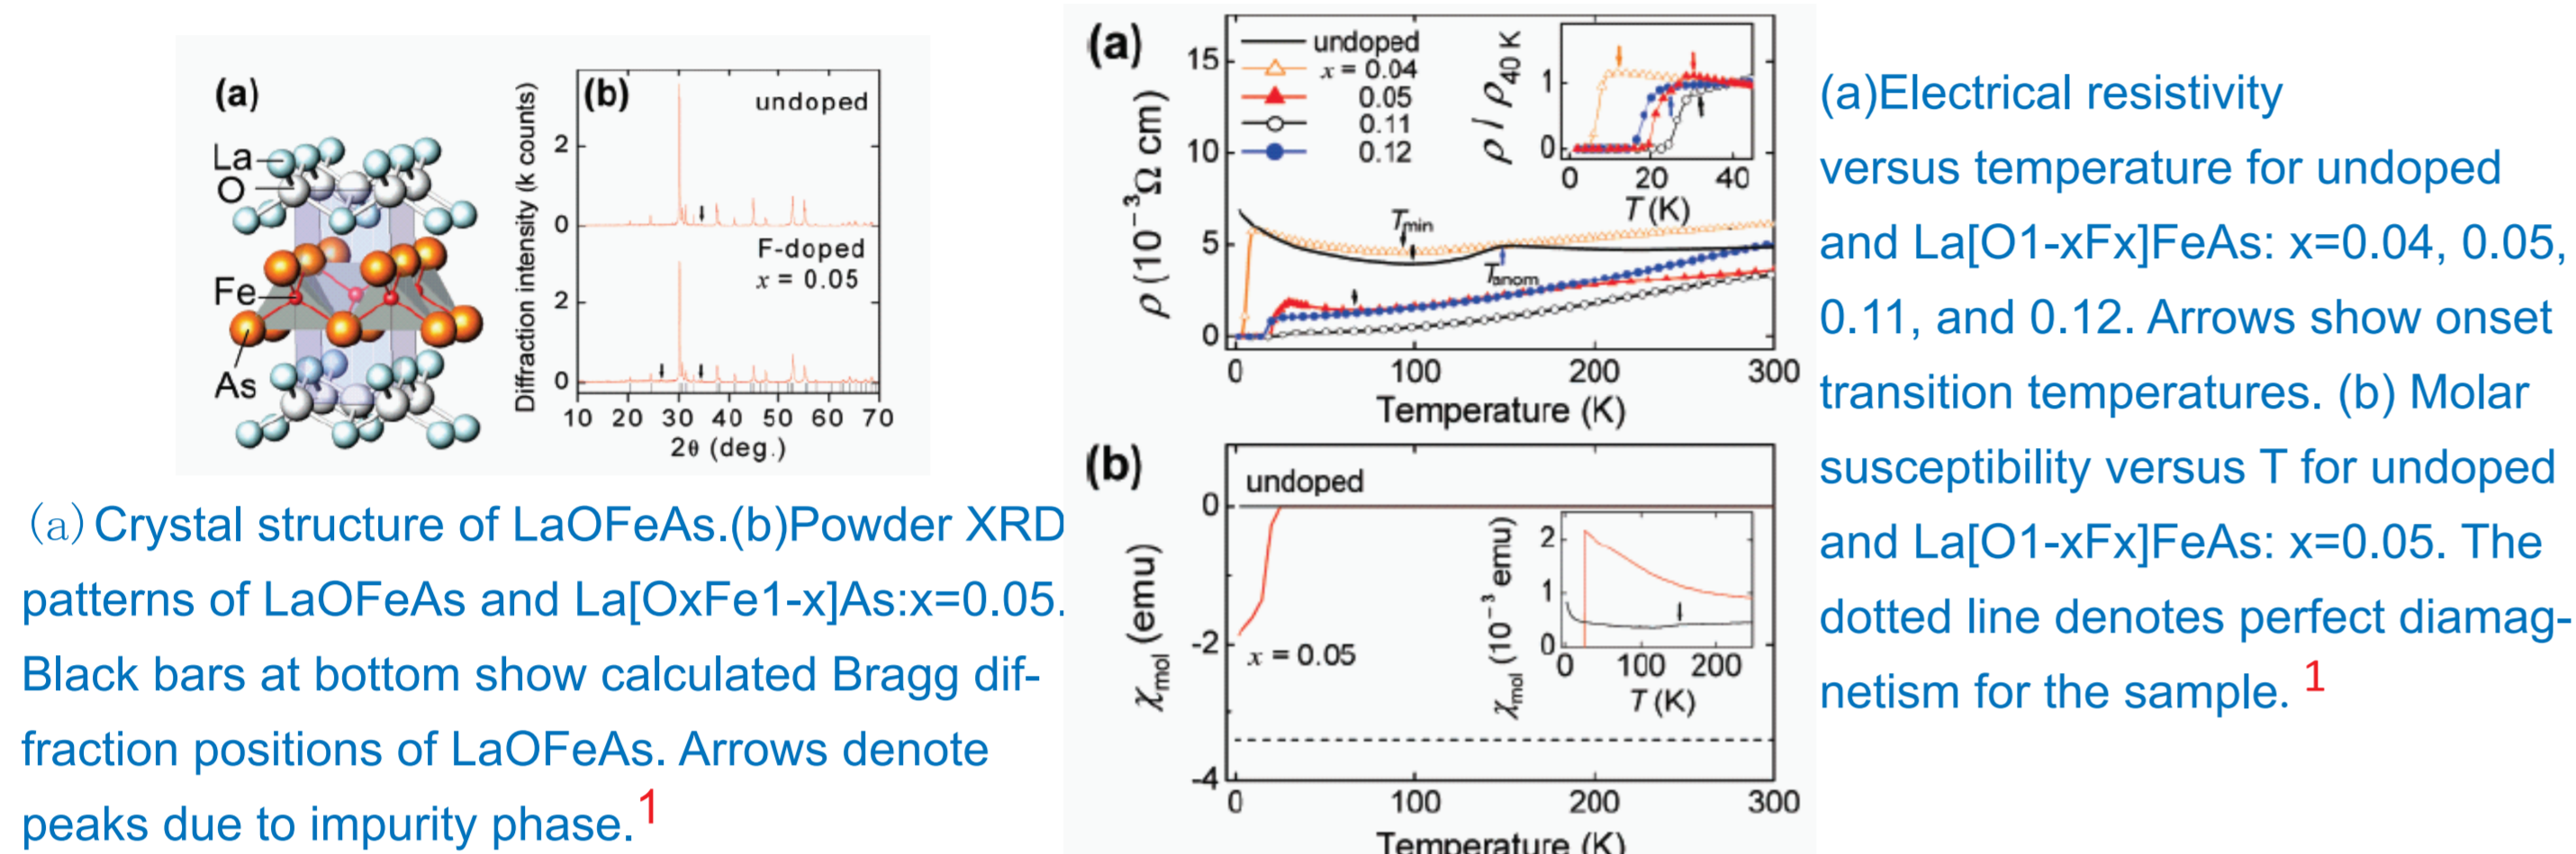 (a)
La
O
Fe
As
(b)
undoped
F-doped
x = 0.05
Diffraction intensity (k counts)
2
0
2
0
10 20 30 40 50 60 70
2θ (deg.)
(a) Crystal structure of LaOFeAs.(b)Powder XRD
patterns of LaOFeAs and La[OxFe1-x]As:x=0.05.
Black bars at bottom show calculated Bragg dif-
fraction positions of LaOFeAs. Arrows denote
peaks due to impurity phase. 1
(a)
undoped
x = 0.04
0.05
0.11
0.12
ρ (10⁻³Ω cm)
15
10
5
0
Tmin
Tanom
0 100 200 300
Temperature (K)
ρ / ρ40 K
1
0
0 20 40
T (K)
(b)
undoped
x = 0.05
χmol (emu)
0
-2
-4
0 100 200 300
Temperature (K)
χmol (10⁻³ emu)
2
1
0
0 100 200
T (K)
(a)Electrical resistivity
versus temperature for undoped
and La[O1-xFx]FeAs: x=0.04, 0.05,
0.11, and 0.12. Arrows show onset
transition temperatures. (b) Molar
susceptibility versus T for undoped
and La[O1-xFx]FeAs: x=0.05. The
dotted line denotes perfect diamag-
netism for the sample. 1